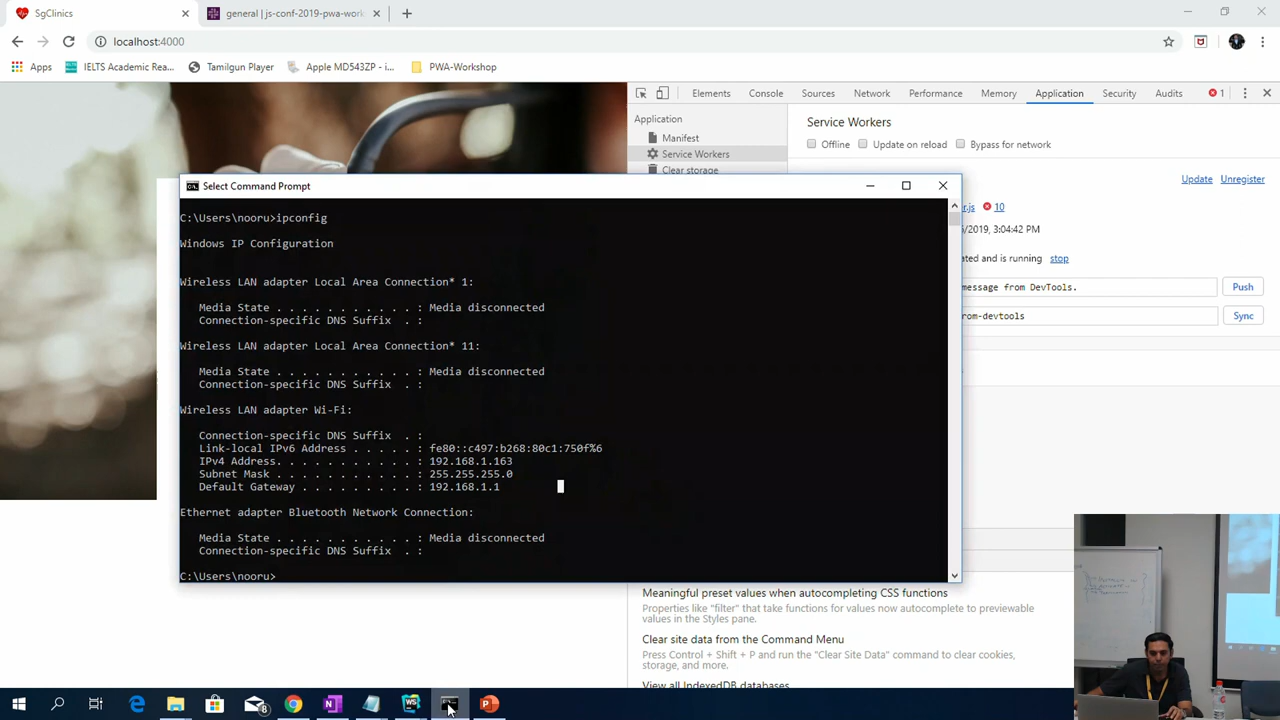 SgClinics
general | js-conf-2019-pwa-work
localhost:4000
Apps
IELTS Academic Rea...
Tamilgun Player
Apple MD543ZP - i...
PWA-Workshop
Elements Console Sources Network Performance Memory Application Security Audits 1
Application
Manifest
Service Workers
Clear storage
Service Workers
Offline Update on reload Bypass for network
Update Unregister
r.js 10
/2019, 3:04:42 PM
ated and is running stop
message from DevTools. Push
rom-devtools Sync
Select Command Prompt
C:\Users\nooru>ipconfig
Windows IP Configuration
Wireless LAN adapter Local Area Connection* 1:
Media State . . . . . . . . . . . : Media disconnected
Connection-specific DNS Suffix . :
Wireless LAN adapter Local Area Connection* 11:
Media State . . . . . . . . . . . : Media disconnected
Connection-specific DNS Suffix . :
Wireless LAN adapter Wi-Fi:
Connection-specific DNS Suffix . :
Link-local IPv6 Address . . . . . : fe80::c497:b268:80c1:750f%6
IPv4 Address. . . . . . . . . . . : 192.168.1.163
Subnet Mask . . . . . . . . . . . : 255.255.255.0
Default Gateway . . . . . . . . . : 192.168.1.1
Ethernet adapter Bluetooth Network Connection:
Media State . . . . . . . . . . . : Media disconnected
Connection-specific DNS Suffix . :
C:\Users\nooru>
Meaningful preset values when autocompleting CSS functions
Properties like "filter" that take functions for values now autocomplete to previewable
values in the Styles pane.
Clear site data from the Command Menu
Press Control + Shift + P and run the "Clear Site Data" command to clear cookies,
storage, and more.
View all IndexedDB databases
8